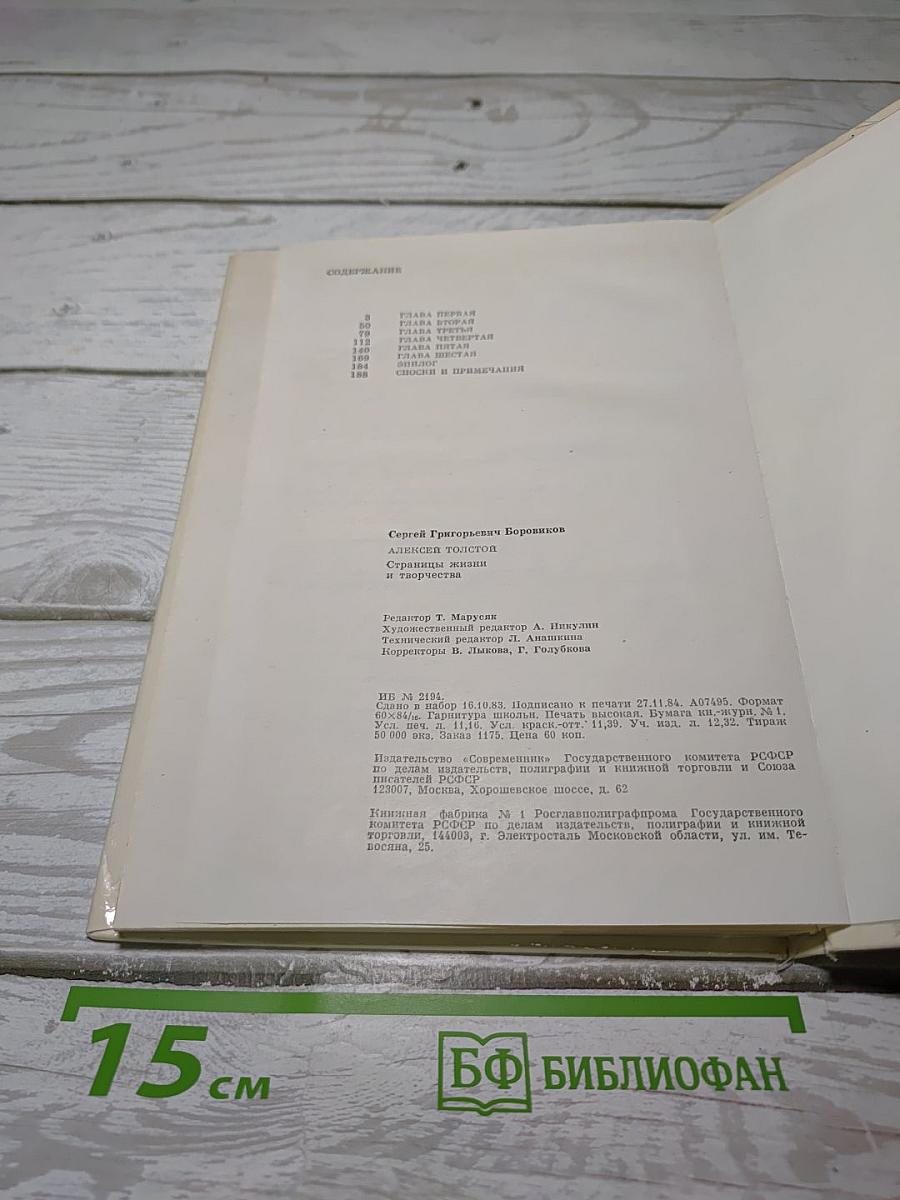 СОДЕРЖАНИЕ
3 ГЛАВА ПЕРВАЯ
50 ГЛАВА ВТОРАЯ
79 ГЛАВА ТРЕТЬЯ
112 ГЛАВА ЧЕТВЕРТАЯ
140 ГЛАВА ПЯТАЯ
169 ГЛАВА ШЕСТАЯ
184 ЭПИЛОГ
188 СНОСКИ И ПРИМЕЧАНИЯ
Сергей Григорьевич Боровиков
АЛЕКСЕЙ ТОЛСТОЙ
Страницы жизни
и творчества
Редактор Т. Марусяк
Художественный редактор А. Никулин
Технический редактор Л. Анашкина
Корректоры В. Лыкова, Г. Голубкова
ИБ № 2194.
Сдано в набор 16.10.83. Подписано к печати 27.11.84. А07495. Формат
60×84/16. Гарнитура школьн. Печать высокая. Бумага кн.-журн. № 1.
Усл. печ. л. 11,16. Усл. краск.-отт. 11,39. Уч. изд. л. 12,32. Тираж
50 000 экз. Заказ 1175. Цена 60 коп.
Издательство «Современник» Государственного комитета РСФСР
по делам издательств, полиграфии и книжной торговли и Союза
писателей РСФСР
123007, Москва, Хорошевское шоссе, д. 62
Книжная фабрика № 1 Росглавполиграфпрома Государственного
комитета РСФСР по делам издательств, полиграфии и книжной
торговли, 144003, г. Электросталь Московской области, ул. им. Те-
восяна, 25.
15 см
БФ БИБЛИОФАН